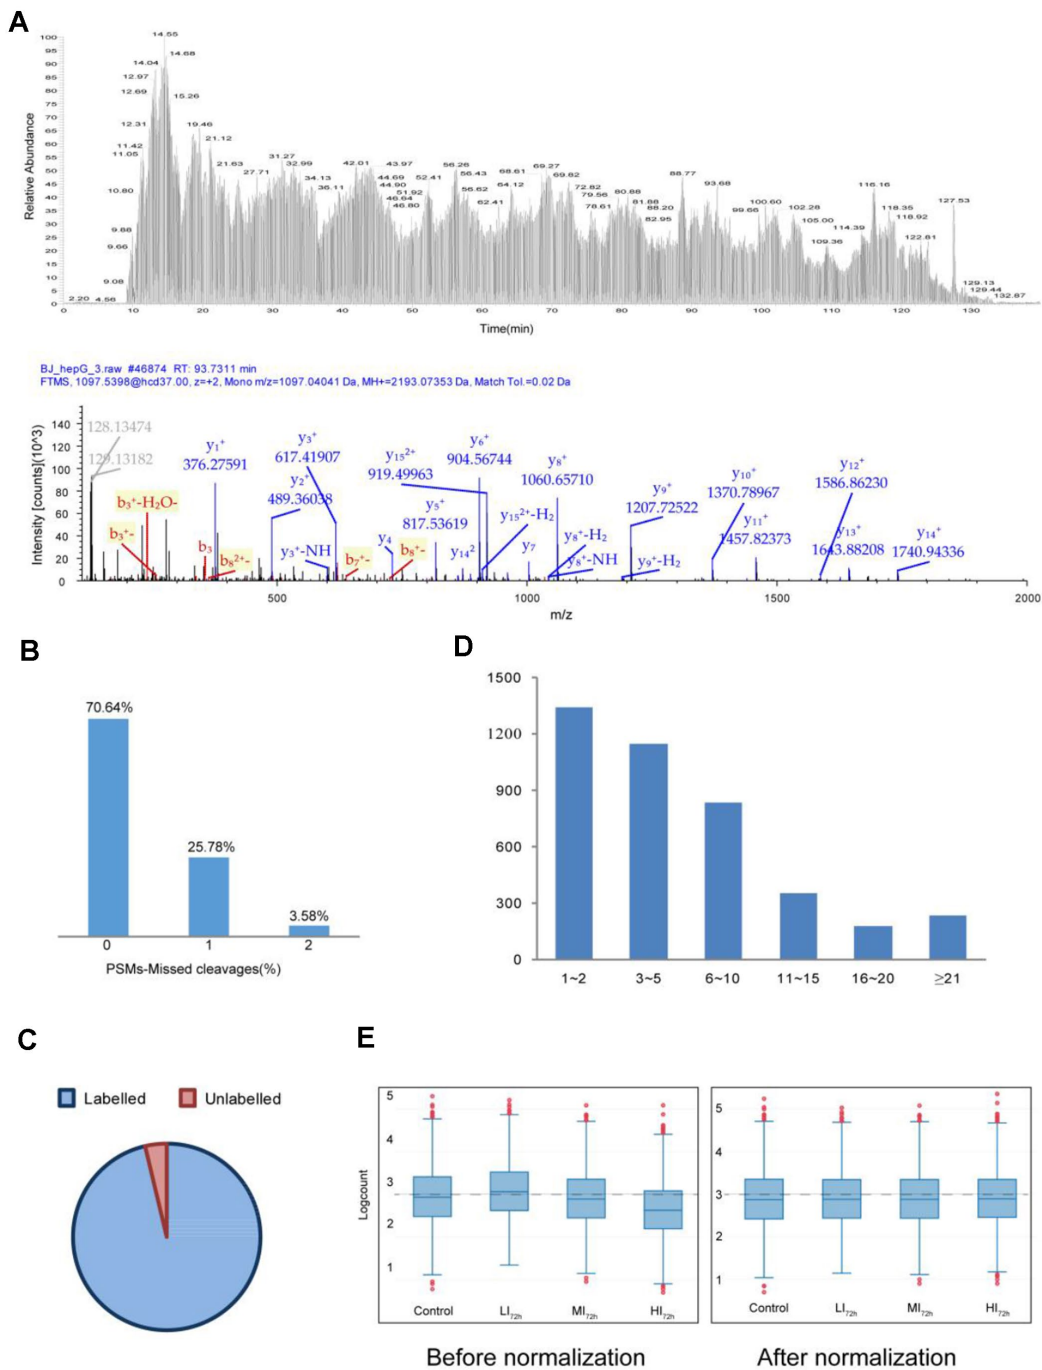 A
Relative Abundance
100
95
90
85
80
75
70
65
60
55
50
45
40
35
30
25
20
15
10
5
0
14.55
14.68
14.04
12.97
12.69
15.26
12.31
11.42
11.05
19.46
21.12
21.63
10.80
9.88
9.66
9.08
2.20 4.56
27.71
31.27
32.99
34.13
36.11
42.01
43.97
44.69
44.90
46.64
46.80
51.92
52.41
56.26
56.43
56.62
62.41
64.12
68.61
69.27
69.82
72.82
79.56
78.61
80.88
81.88
88.20
82.95
88.77
93.68
99.66
100.60
102.28
105.00
109.36
114.39
116.16
118.35
118.92
122.81
127.53
129.13
129.44
132.87
0 10 20 30 40 50 60 70 80 90 100 110 120 130
Time(min)
BJ_hepG_3.raw #46874 RT: 93.7311 min
FTMS, 1097.5398@hcd37.00, z=+2, Mono m/z=1097.04041 Da, MH+=2193.07353 Da, Match Tol.=0.02 Da
Intensity [counts](10^3)
140
120
100
80
60
40
20
0
128.13474
129.13182
b₃⁺-H₂O-
b₃⁺-
b₃
b₈²⁺-
y₁⁺
376.27591
y₂⁺
489.36038
y₃⁺
617.41907
y₃⁺-NH
b₇⁺-
y₄
b₈⁺-
y₁₅²⁺
919.49963
y₅⁺
817.53619
y₁₄²
y₆⁺
904.56744
y₁₅²⁺-H₂
y₇
y₈⁺
1060.65710
y₈⁺-H₂
y₈⁺-NH
y₉⁺
1207.72522
y₉⁺-H₂
y₁₀⁺
1370.78967
y₁₁⁺
1457.82373
y₁₂⁺
1586.86230
y₁₃⁺
1643.88208
y₁₄⁺
1740.94336
500 1000 1500 2000
m/z
B
70.64%
25.78%
3.58%
0 1 2
PSMs-Missed cleavages(%)
D
1500
1200
900
600
300
0
1~2 3~5 6~10 11~15 16~20 ≥21
C
Labelled Unlabelled
E
Logcount
5
4
3
2
1
Control LI₇₂ₕ MI₇₂ₕ HI₇₂ₕ
Before normalization
5
4
3
2
1
Control LI₇₂ₕ MI₇₂ₕ HI₇₂ₕ
After normalization